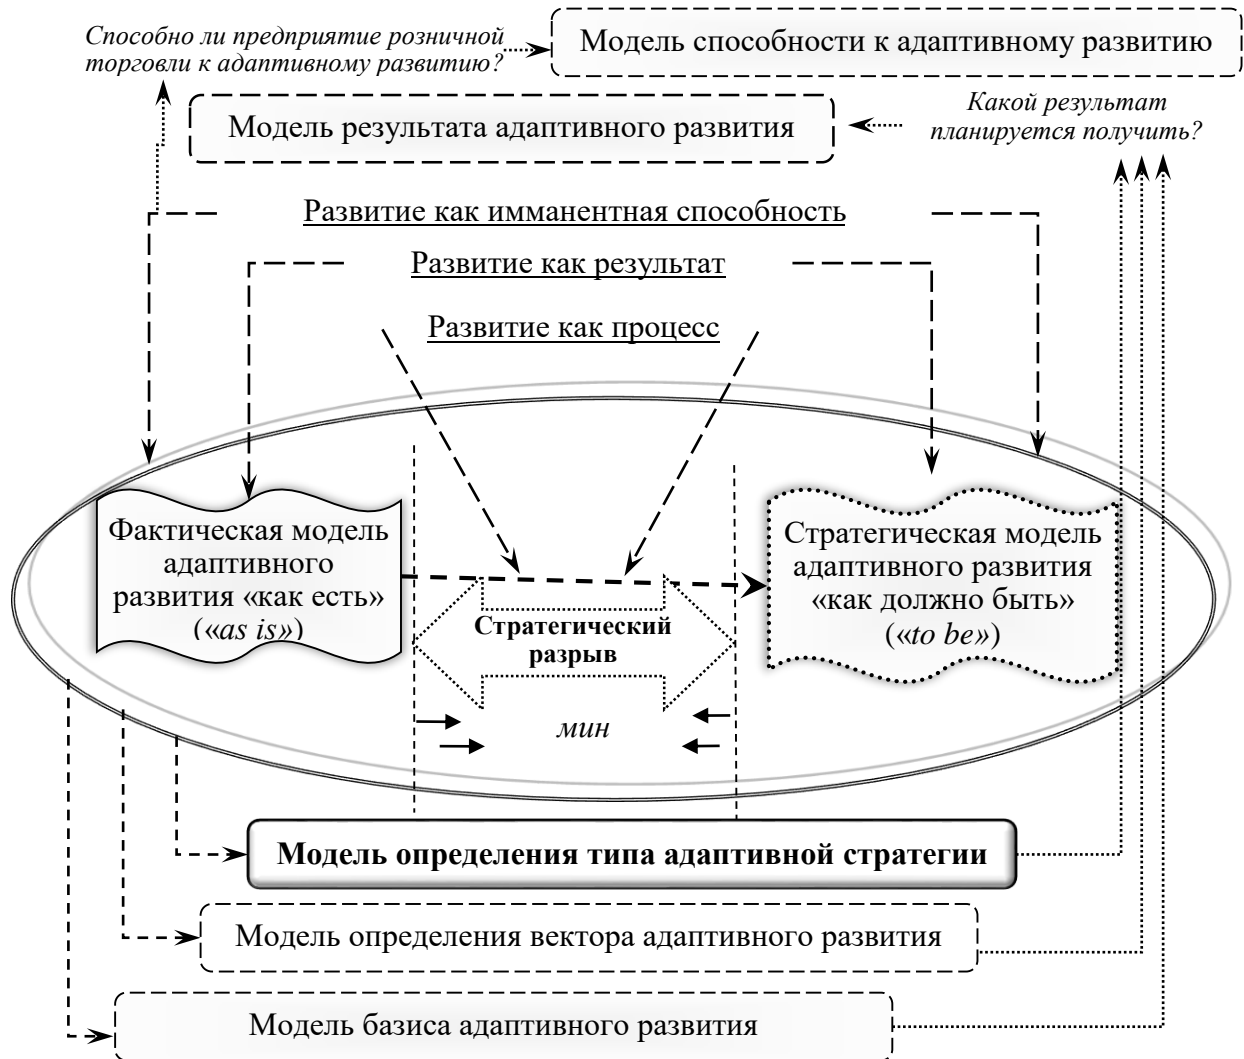 Способно ли предприятие розничной
торговли к адаптивному развитию?
Модель способности к адаптивному развитию
Модель результата адаптивного развития
Какой результат
планируется получить?
Развитие как имманентная способность
Развитие как результат
Развитие как процесс
Фактическая модель
адаптивного
развития «как есть»
(«as is»)
Стратегический
разрыв
мин
Стратегическая модель
адаптивного развития
«как должно быть»
(«to be»)
Модель определения типа адаптивной стратегии
Модель определения вектора адаптивного развития
Модель базиса адаптивного развития